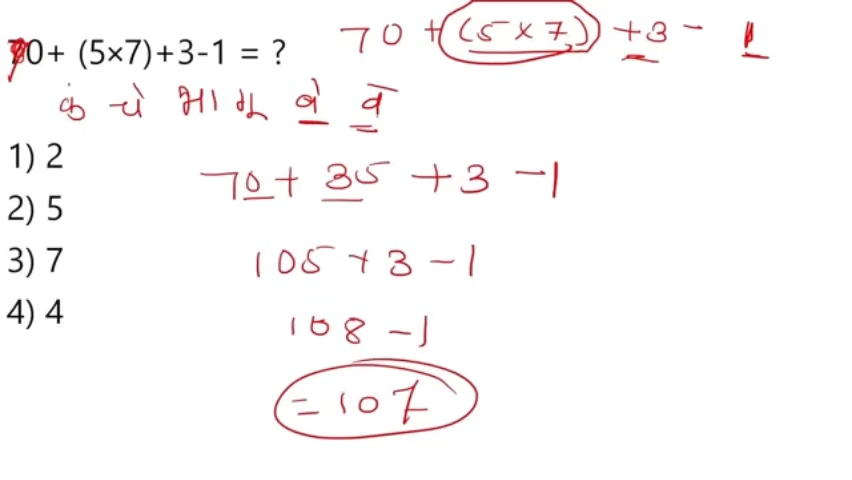 70+ (5×7)+3-1 = ?
70 + (5 × 7) + 3 - 1
कं चे भा गु बे व
1) 2
70 + 35 + 3 - 1
2) 5
105 + 3 - 1
3) 7
4) 4
108 - 1
= 107